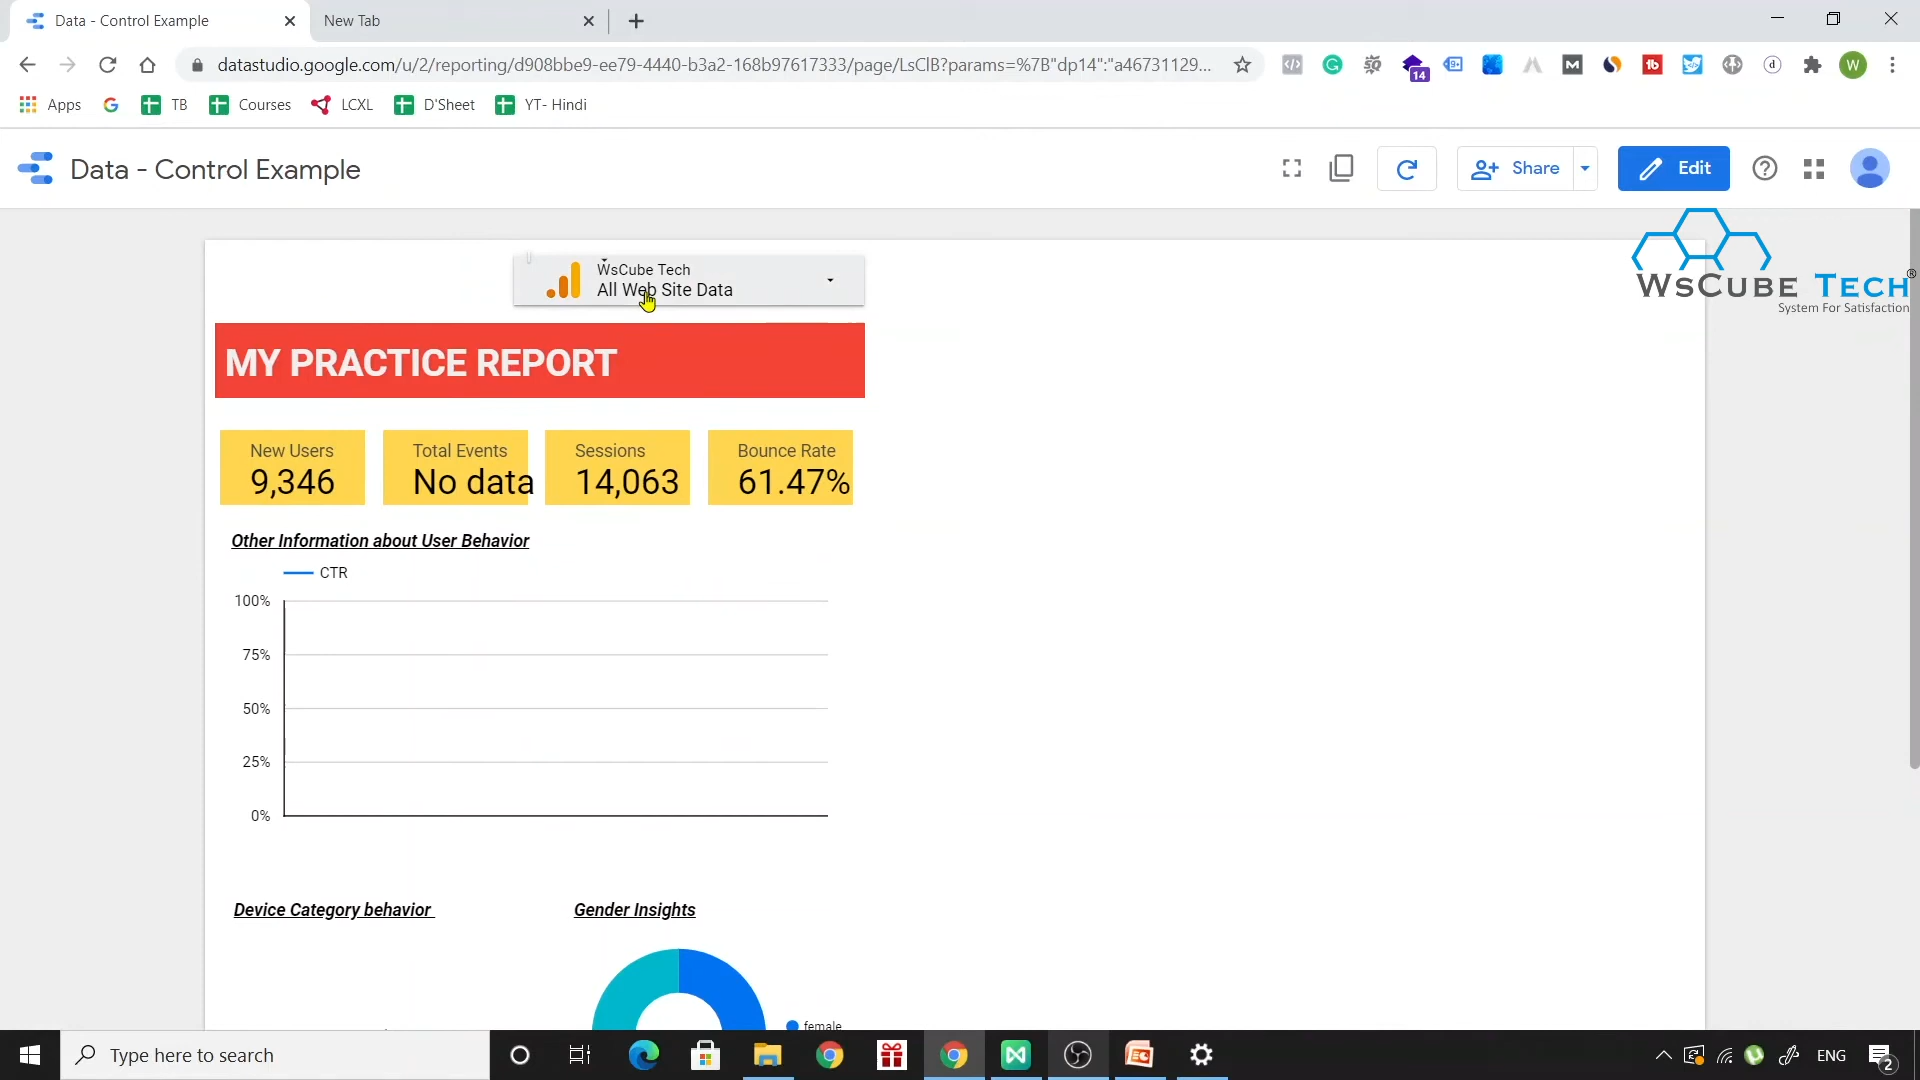 Data - Control Example
New Tab
datastudio.google.com/u/2/reporting/d908bbe9-ee79-4440-b3a2-168b97617333/page/LsClB?params=%7B"dp14":"a46731129...
14
W
Apps
TB
Courses
LCXL
D'Sheet
YT- Hindi
Data - Control Example
Share
Edit
WsCube Tech
All Web Site Data
WSCUBE TECH®
System For Satisfaction
MY PRACTICE REPORT
New Users
9,346
Total Events
No data
Sessions
14,063
Bounce Rate
61.47%
Other Information about User Behavior
CTR
100%
75%
50%
25%
0%
Device Category behavior
Gender Insights
female
Type here to search
ENG
2